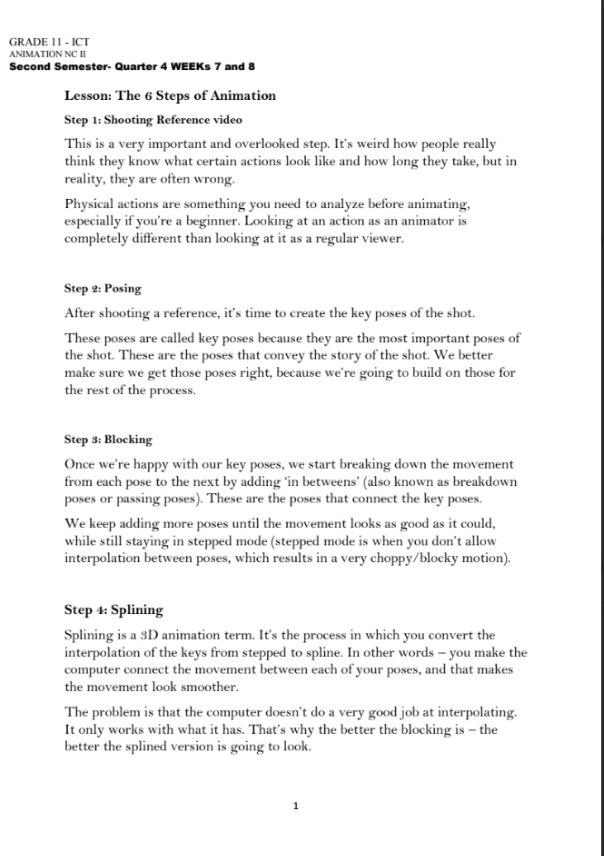 GRADE 11 - ICT
ANIMATION NC II
Second Semester- Quarter 4 WEEKs 7 and 8
Lesson: The 6 Steps of Animation
Step 1: Shooting Reference video
This is a very important and overlooked step. It's weird how people really
think they know what certain actions look like and how long they take, but in
reality, they are often wrong.
Physical actions are something you need to analyze before animating,
especially if you're a beginner. Looking at an action as an animator is
completely different than looking at it as a regular viewer.
Step 2: Posing
After shooting a reference, it's time to create the key poses of the shot.
These poses are called key poses because they are the most important poses of
the shot. These are the poses that convey the story of the shot. We better
make sure we get those poses right, because we're going to build on those for
the rest of the process.
Step 3: Blocking
Once we're happy with our key poses, we start breaking down the movement
from each pose to the next by adding 'in betweens' (also known as breakdown
poses or passing poses). These are the poses that connect the key poses.
We keep adding more poses until the movement looks as good as it could,
while still staying in stepped mode (stepped mode is when you don't allow
interpolation between poses, which results in a very choppy/blocky motion).
Step 4: Splining
Splining is a 3D animation term. It's the process in which you convert the
interpolation of the keys from stepped to spline. In other words – you make the
computer connect the movement between each of your poses, and that makes
the movement look smoother.
The problem is that the computer doesn't do a very good job at interpolating.
It only works with what it has. That's why the better the blocking is – the
better the splined version is going to look.
1